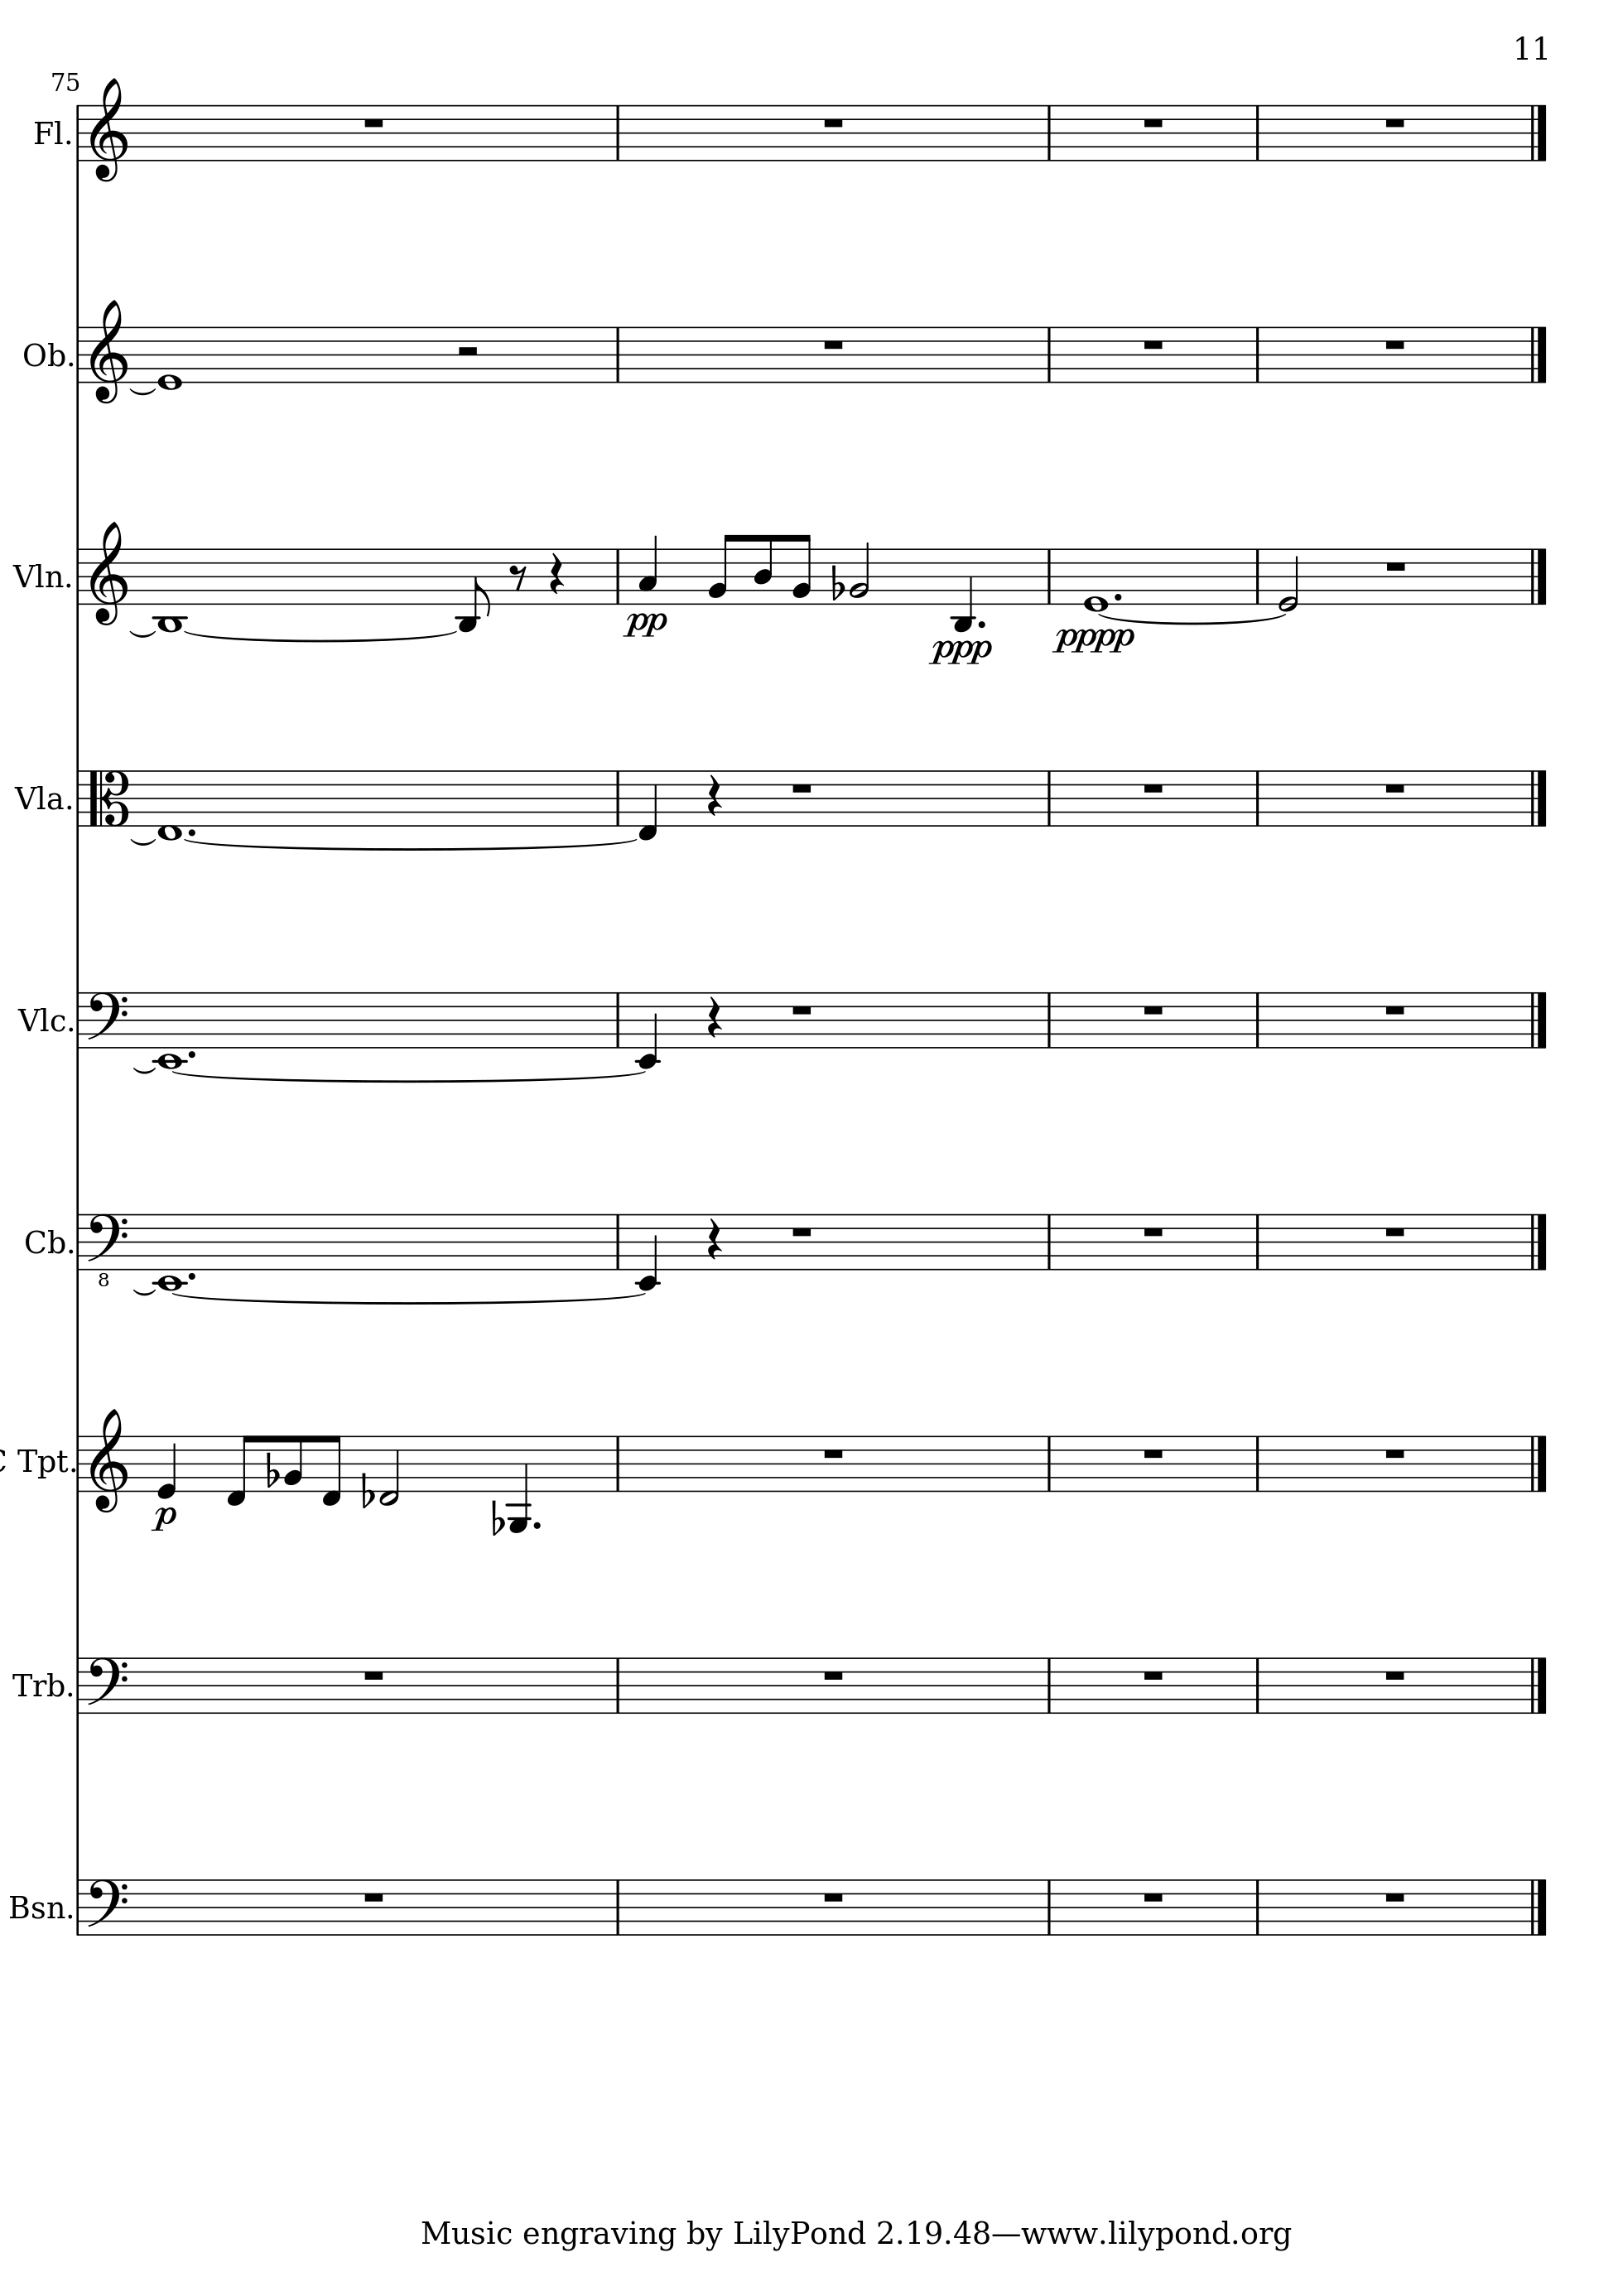 11
75
Fl.
Ob.
Vln.
pp
ppp
pppp
Vla.
Vlc.
Cb.
8
C Tpt.
p
Trb.
Bsn.
Music engraving by LilyPond 2.19.48—www.lilypond.org